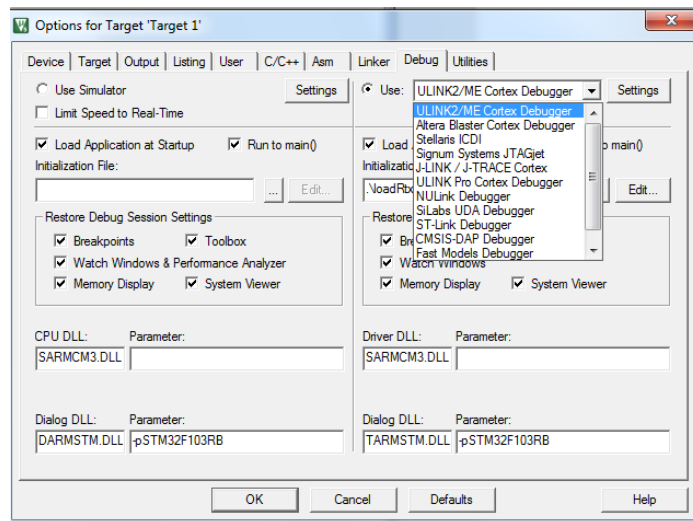 Options for Target 'Target 1'
Device Target Output Listing User C/C++ Asm Linker Debug Utilities
Use Simulator Settings
Limit Speed to Real-Time
Load Application at Startup Run to main()
Initialization File:
... Edit...
Restore Debug Session Settings
Breakpoints Toolbox
Watch Windows & Performance Analyzer
Memory Display System Viewer
CPU DLL: Parameter:
SARMCM3.DLL
Dialog DLL: Parameter:
DARMSTM.DLL -pSTM32F103RB
Use: ULINK2/ME Cortex Debugger Settings
ULINK2/ME Cortex Debugger
Altera Blaster Cortex Debugger
Stellaris ICDI
Signum Systems JTAGjet
J-LINK / J-TRACE Cortex
ULINK Pro Cortex Debugger
NULink Debugger
SiLabs UDA Debugger
ST-Link Debugger
CMSIS-DAP Debugger
Fast Models Debugger
Load main()
Edit...
Watch Windows
Memory Display System Viewer
Driver DLL: Parameter:
SARMCM3.DLL
Dialog DLL: Parameter:
TARMSTM.DLL -pSTM32F103RB
OK Cancel Defaults Help